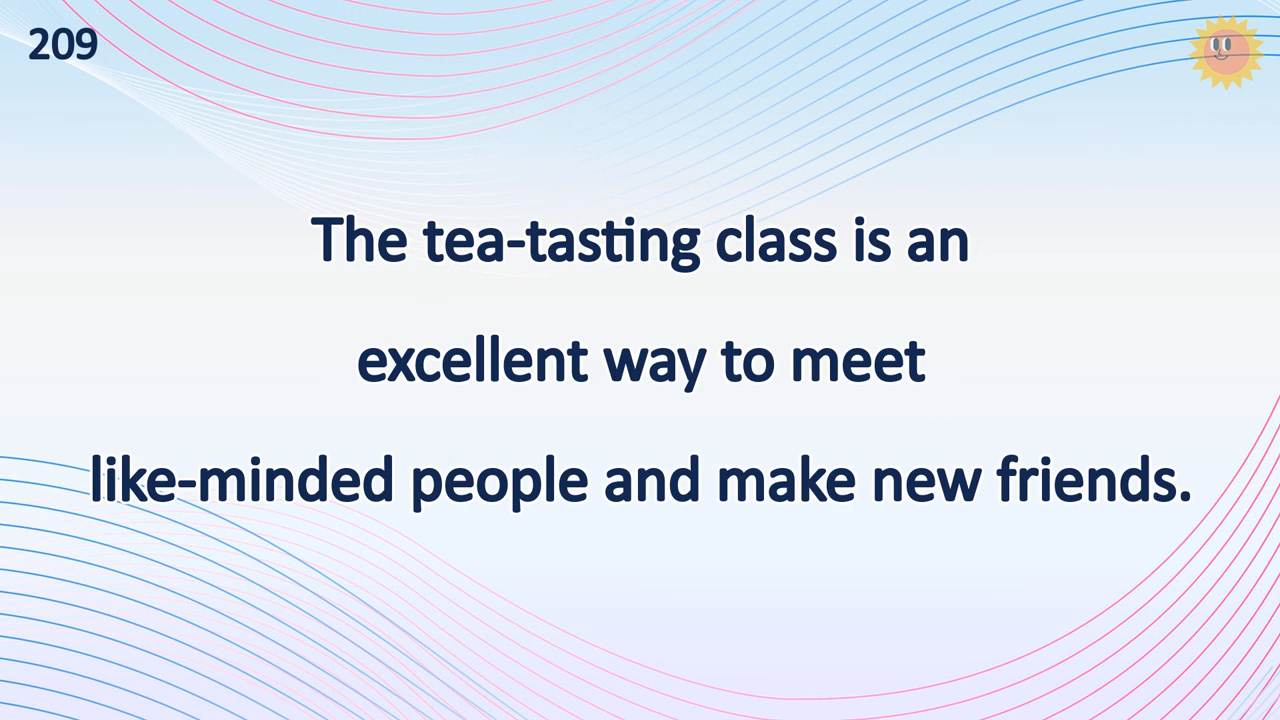 209
The tea-tasting class is an
excellent way to meet
like-minded people and make new friends.